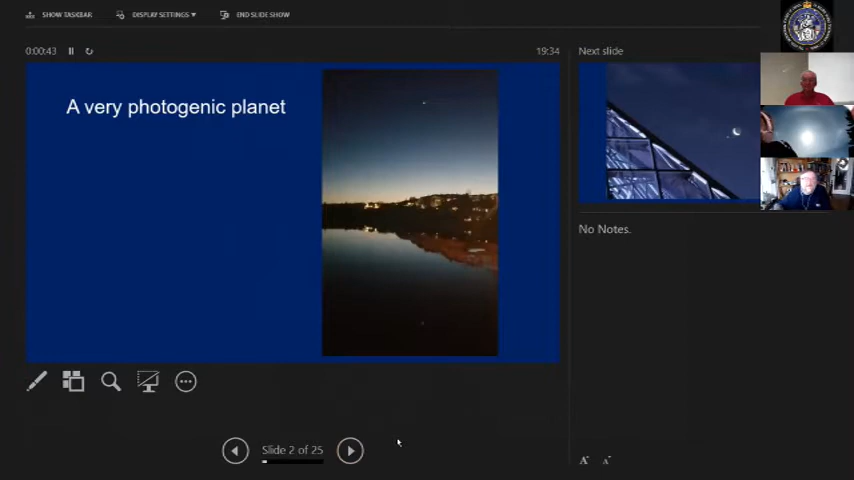 SHOW TASKBAR
DISPLAY SETTINGS ▾
END SLIDE SHOW
0:00:43
19:34
Next slide
A very photogenic planet
No Notes.
Slide 2 of 25
A
A